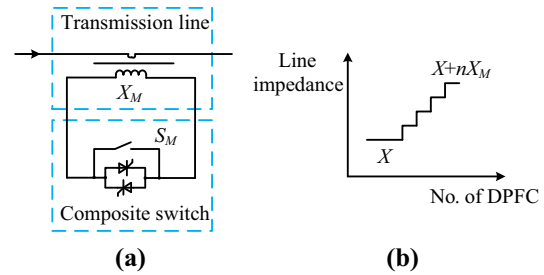 Transmission line
X_M
S_M
Composite switch
(a)
Line
impedance
X+nX_M
X
No. of DPFC
(b)